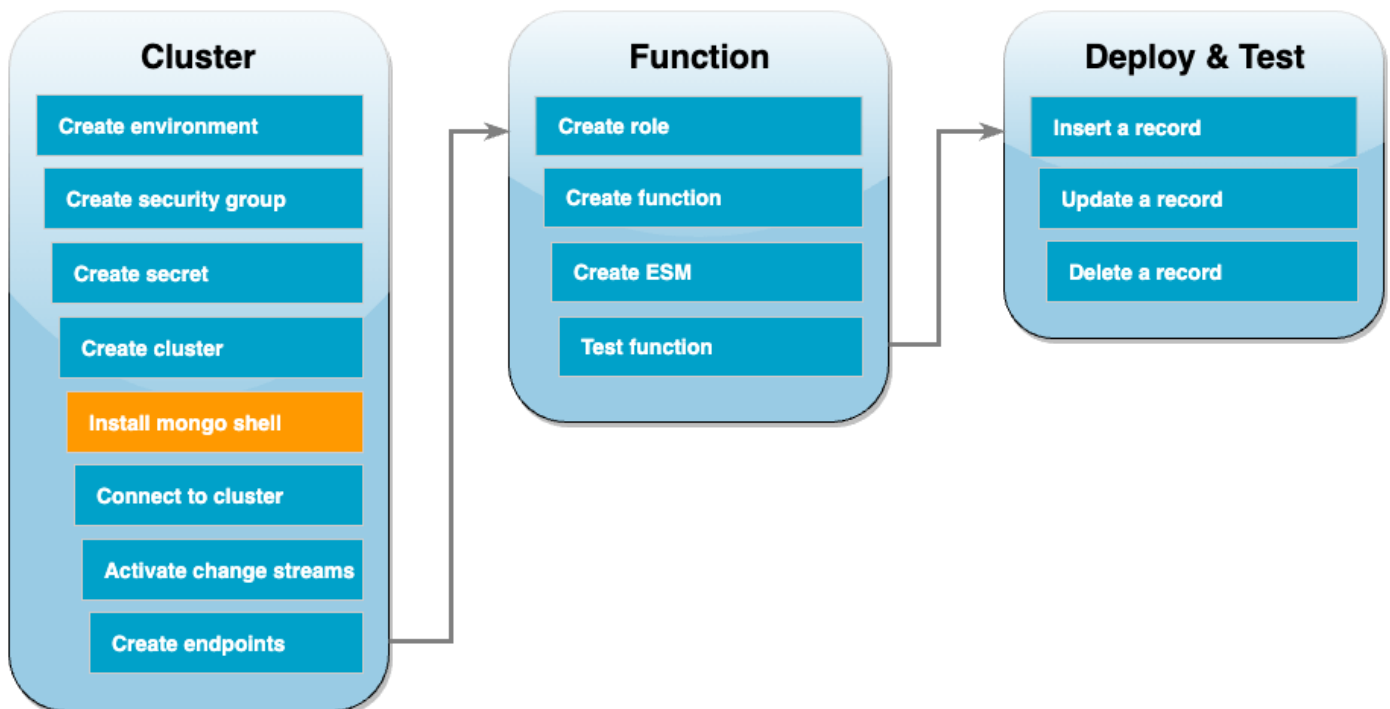 Cluster
Create environment
Create security group
Create secret
Create cluster
Install mongo shell
Connect to cluster
Activate change streams
Create endpoints
Function
Create role
Create function
Create ESM
Test function
Deploy & Test
Insert a record
Update a record
Delete a record